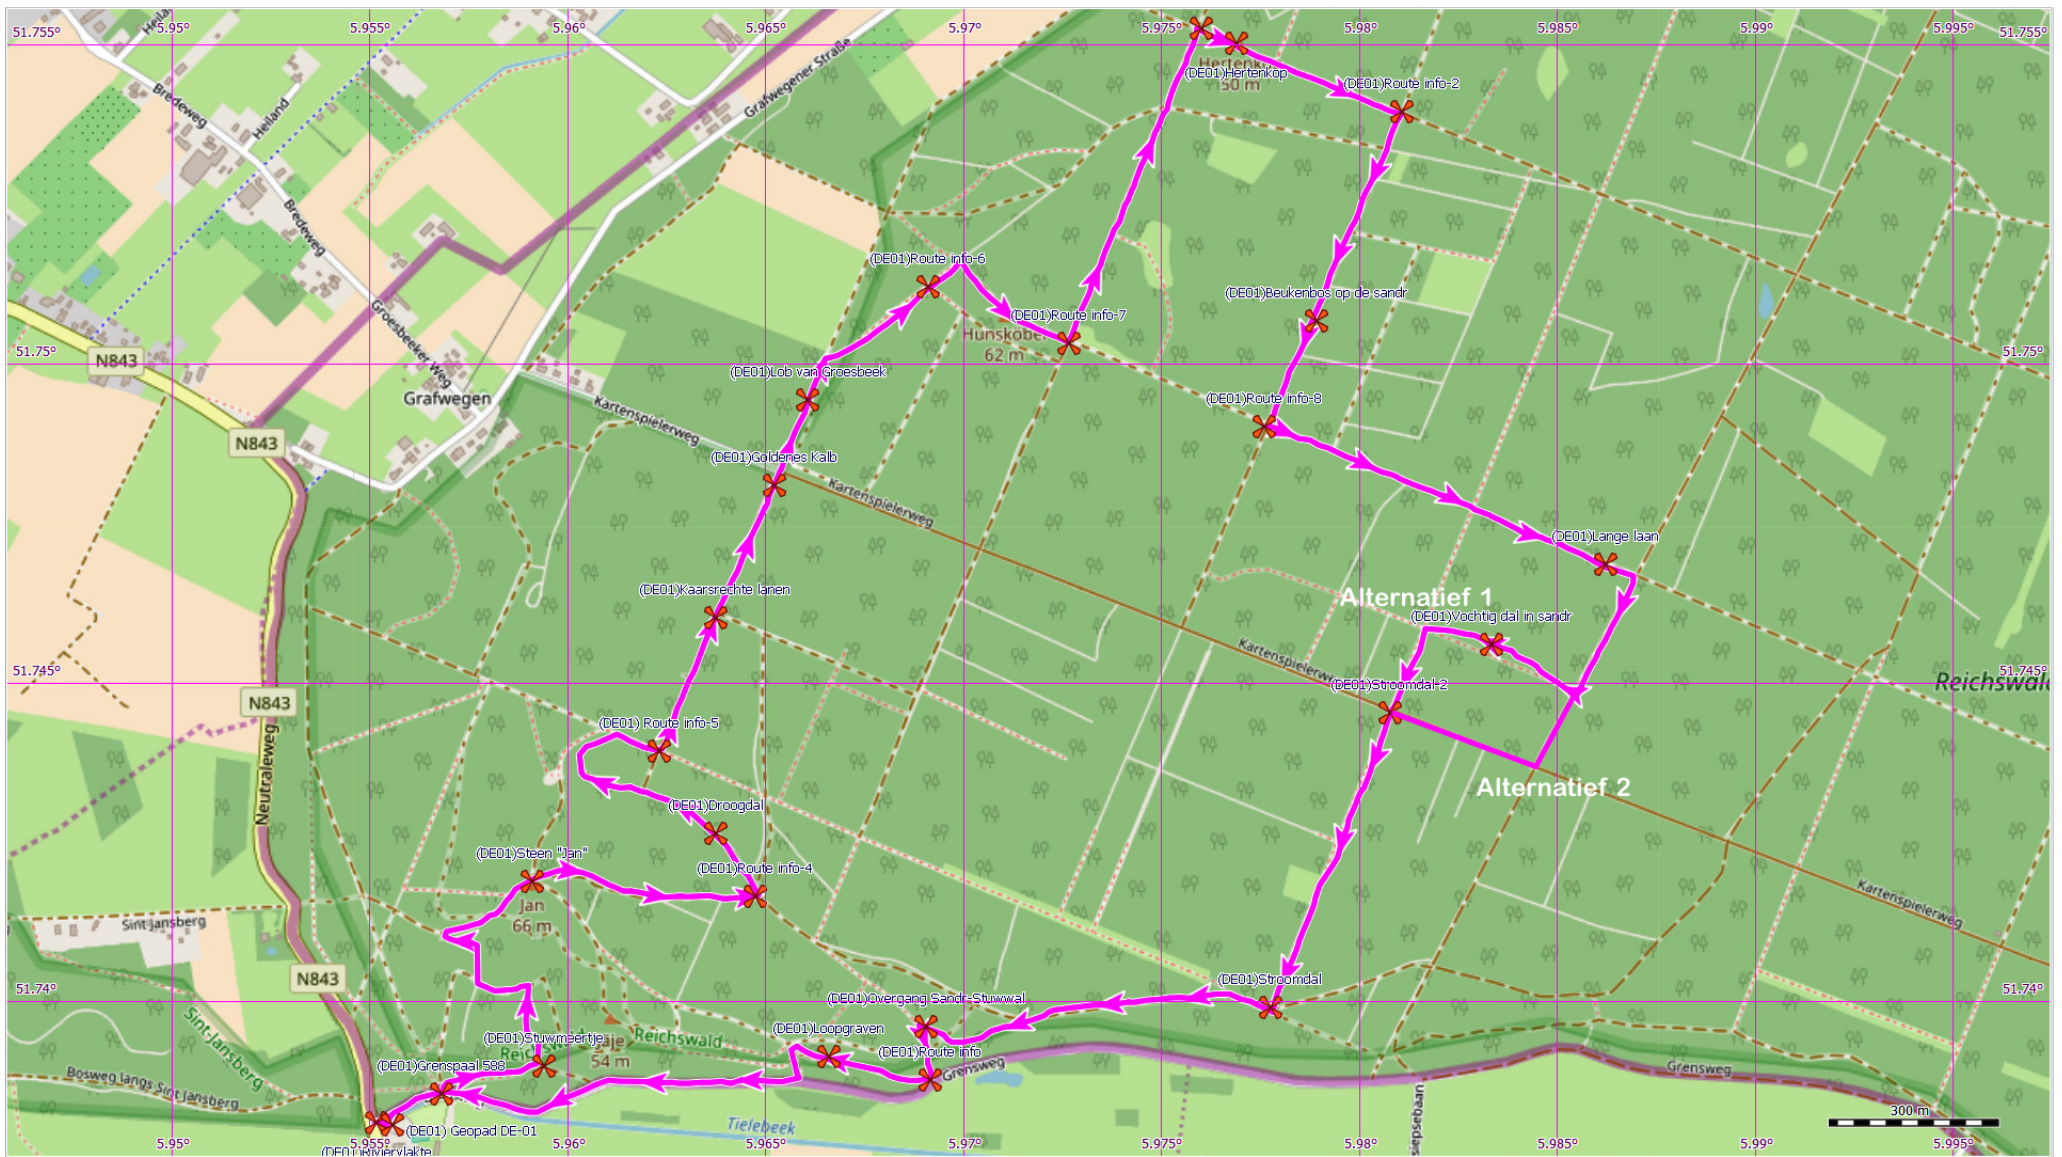 5.95°
5.955°
5.96°
5.965°
5.97°
5.975°
5.98°
5.985°
5.99°
5.995°
51.755°
51.755°
Heila
Grafwegener Straße
Bredeweg
Heiland
Hertenk
50 m
(DE01)Hertenkop
(DE01)Route info-2
Bredeweg
(DE01)Route info-6
(DE01)Beukenbos op de sandr
(DE01)Route info-7
Hunsköbe
62 m
51.75°
51.75°
N843
Groesbeeker Weg
(DE01)Lob van Groesbeek
Grafwegen
Kartenspielerweg
(DE01)Route info-8
N843
(DE01)Goldenes Kalb
Kartenspielerweg
(DE01)Lange laan
(DE01)Kaarsrechte lanen
Alternatief 1
(DE01)Vochtig dal in sandr
Kartenspielerwe
51.745°
51.745°
Reichswal
(DE01)Stroomdal-2
N843
(DE01) Route info-5
Neutraleweg
Alternatief 2
(DE01)Droogdal
(DE01)Steen "Jan"
(DE01)Route info-4
Jan
66 m
Kartenspielerweg
Sint-Jansberg
N843
(DE01)Stroomdal
51.74°
51.74°
(DE01)Overgang Sandr-Stuwwal
Sint-Jansberg
(DE01)Loopgraven
(DE01)Stuwmeertje
Reichswald
(DE01)Route info
54 m
(DE01)Grenspaal 588
Grensweg
Grensweg
Bosweg langs Sint Jansberg
300 m
Tielebeek
(DE01) Geopad DE-01
(DE01)Riviervlakte
5.95°
5.955°
5.96°
5.965°
5.97°
5.975°
5.98°
5.985°
5.99°
5.995°